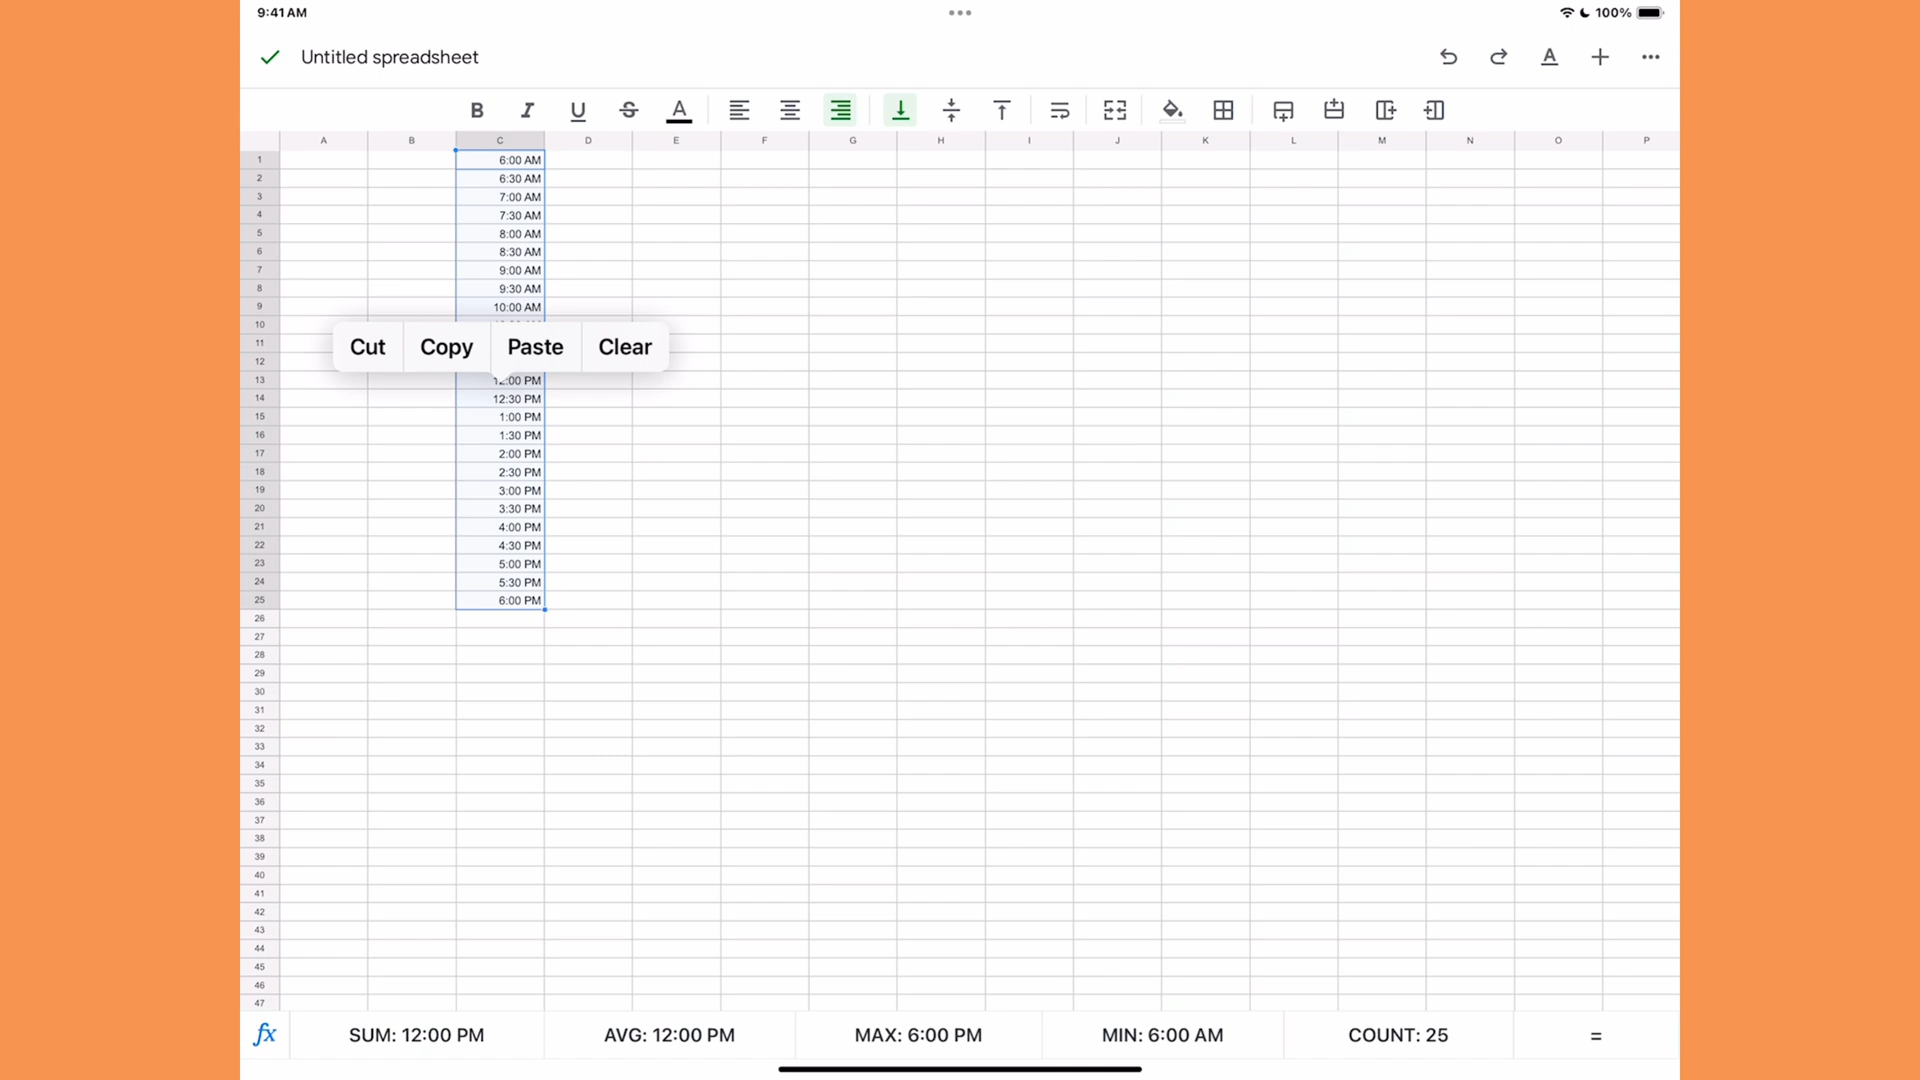 9:41 AM
100%
Untitled spreadsheet
B I U S A
A B C D E F G H I J K L M N O P
1 6:00 AM
2 6:30 AM
3 7:00 AM
4 7:30 AM
5 8:00 AM
6 8:30 AM
7 9:00 AM
8 9:30 AM
9 10:00 AM
10
11
Cut Copy Paste Clear
12
13 12:00 PM
14 12:30 PM
15 1:00 PM
16 1:30 PM
17 2:00 PM
18 2:30 PM
19 3:00 PM
20 3:30 PM
21 4:00 PM
22 4:30 PM
23 5:00 PM
24 5:30 PM
25 6:00 PM
26
27
28
29
30
31
32
33
34
35
36
37
38
39
40
41
42
43
44
45
46
47
fx SUM: 12:00 PM AVG: 12:00 PM MAX: 6:00 PM MIN: 6:00 AM COUNT: 25 =